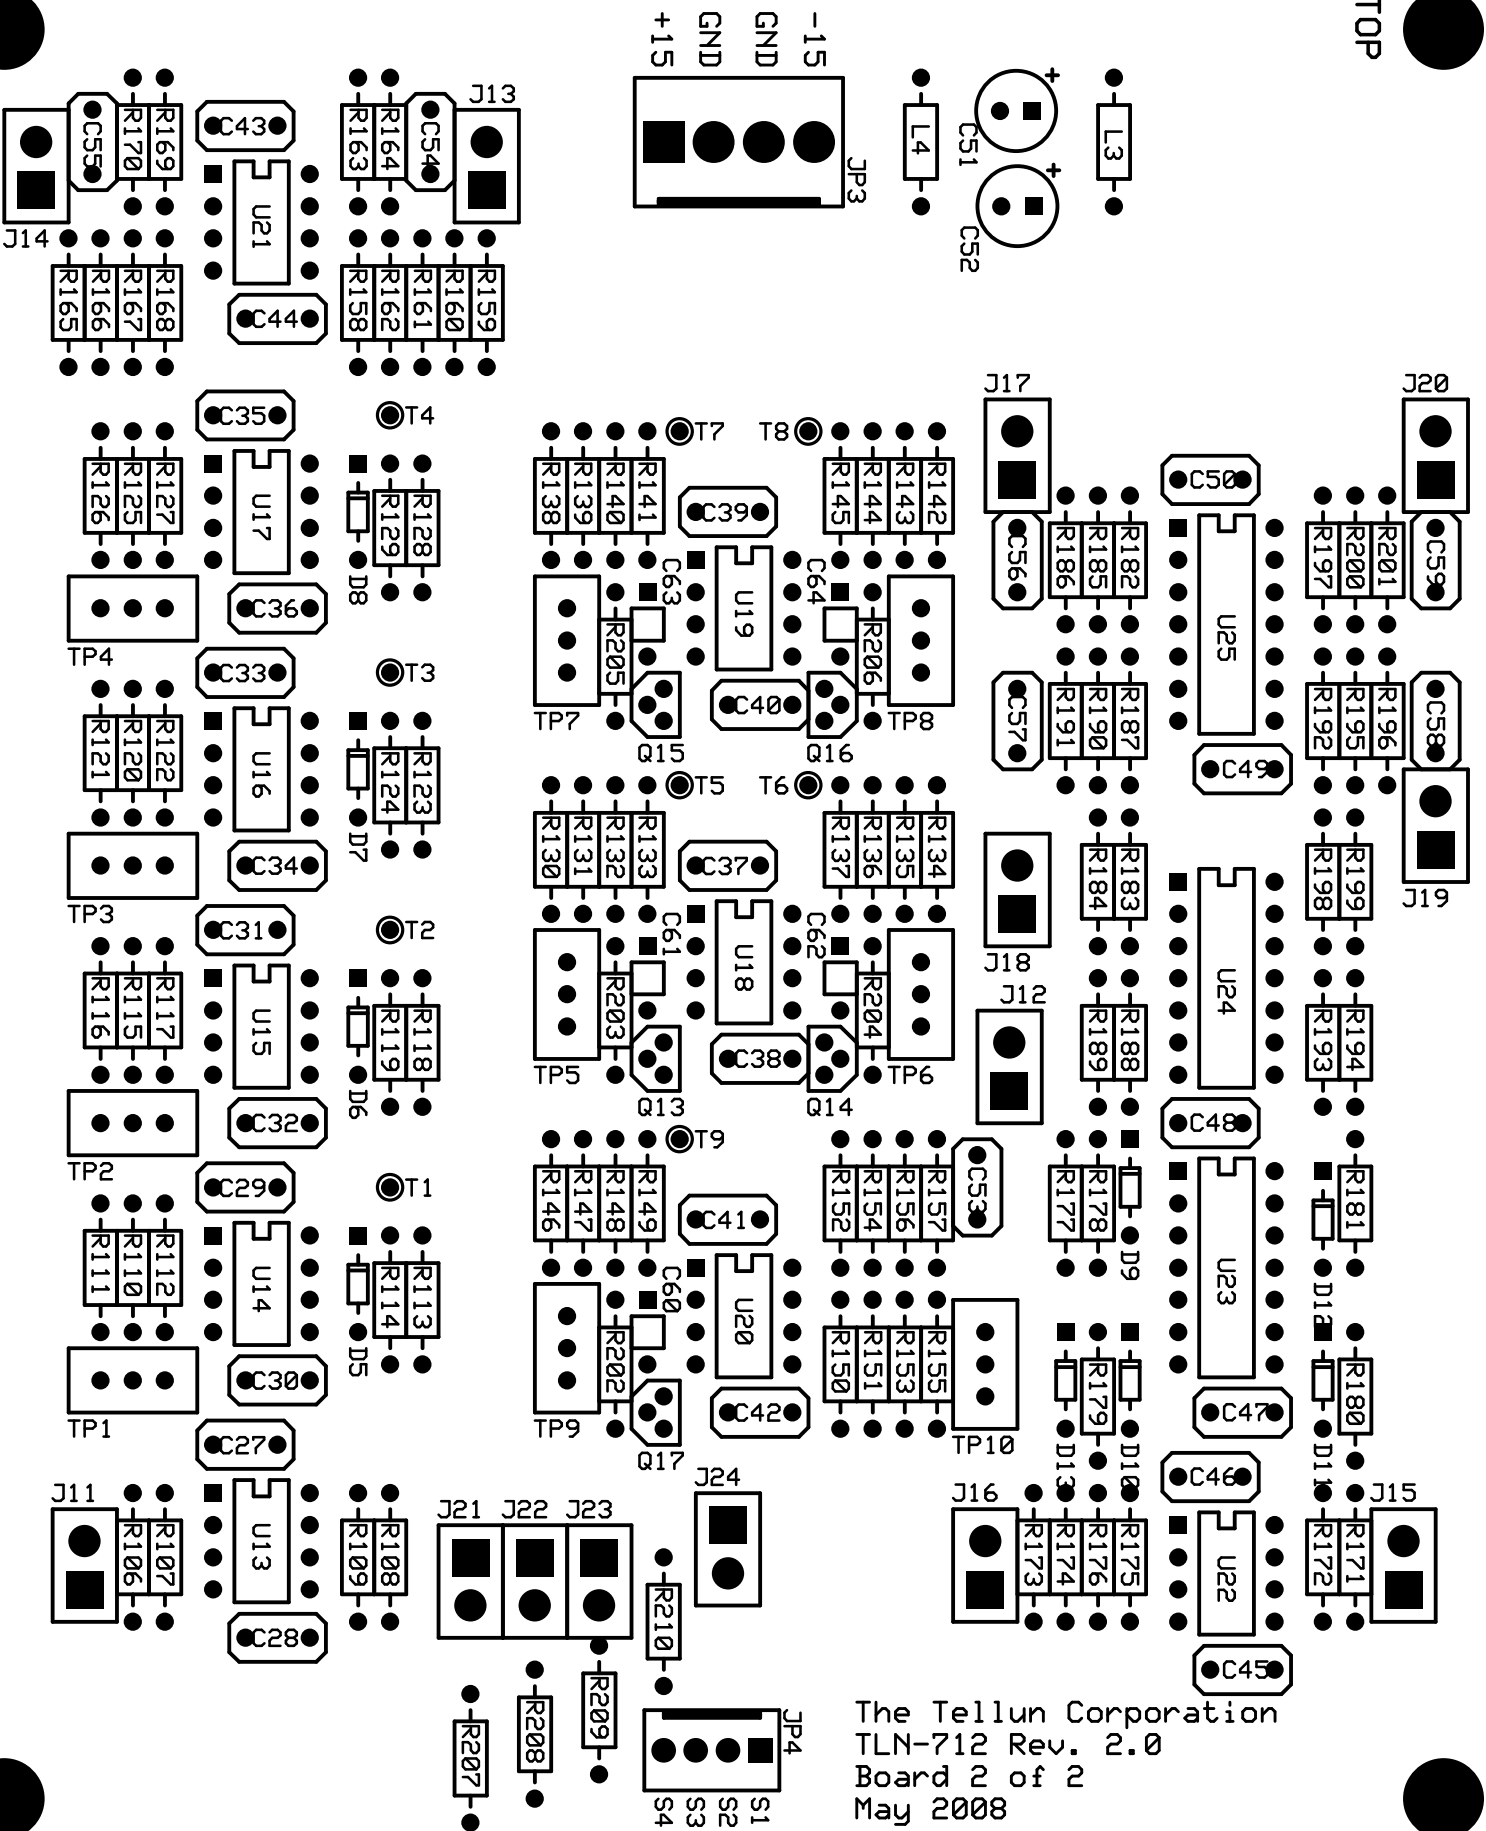 TOP
+15 GND GND -15
J13
C55 R170 R169 C43 R163 R164 C54 L4 C51 L3
U21 JP3
J14 C52
R165 R166 R167 R168 C44 R158 R162 R161 R160 R159
J17 J20
C35 T4 T7 T8
R126 R125 R127 U17 R129 R128 R138 R139 R140 R141 C39 R145 R144 R143 R142 C50
C56 R186 R185 R182 R197 R200 R201 C59
D8 C63 C64
C36 U19 U25
TP4 R205 R206
C33 T3
C40
TP7 TP8 C57 R191 R190 R187 R192 R195 R196 C58
Q15 Q16
R121 R120 R122 U16 R124 R123 C49
T5 T6
D7 R130 R131 R132 R133 C37 R137 R136 R135 R134
C34
R184 R183 R198 R199
J19
TP3
C31 T2 C61 C62
J18
U18 J12
R116 R115 R117 U15 R119 R118 R203 R204 U24
C38 R189 R188 R193 R194
TP5 TP6
D6 Q13 Q14
C32 C48
T9
TP2
C29 T1
R146 R147 R148 R149 C41 R152 R154 R156 R157 C53 R177 R178 R181
D9
R111 R110 R112 U14 R114 R113 C60 U23 D12
U20
D5 R202 R150 R151 R153 R155
C30 R179 R180
C42 C47
TP1 TP9 TP10
C27 Q17
D13 D10 D11
J24 C46
J11 J21 J22 J23 J16 J15
R106 R107 U13 R109 R108 R173 R174 R176 R175 U22 R172 R171
R210
C28
C45
R207 R208 R209 JP4
S4 S3 S2 S1
The Tellun Corporation
TLN-712 Rev. 2.0
Board 2 of 2
May 2008